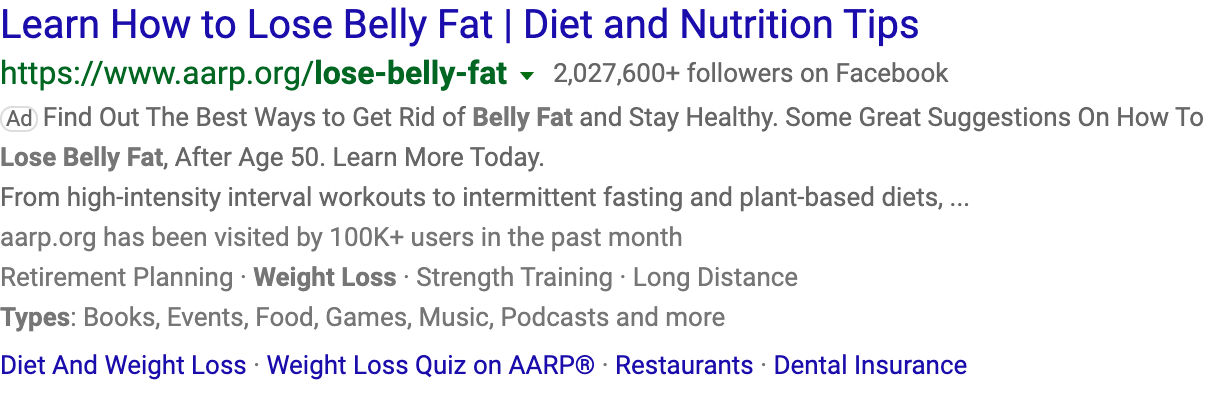 Learn How to Lose Belly Fat | Diet and Nutrition Tips
https://www.aarp.org/lose-belly-fat 2,027,600+ followers on Facebook
Ad Find Out The Best Ways to Get Rid of Belly Fat and Stay Healthy. Some Great Suggestions On How To
Lose Belly Fat, After Age 50. Learn More Today.
From high-intensity interval workouts to intermittent fasting and plant-based diets, ...
aarp.org has been visited by 100K+ users in the past month
Retirement Planning · Weight Loss · Strength Training · Long Distance
Types: Books, Events, Food, Games, Music, Podcasts and more
Diet And Weight Loss · Weight Loss Quiz on AARP® · Restaurants · Dental Insurance